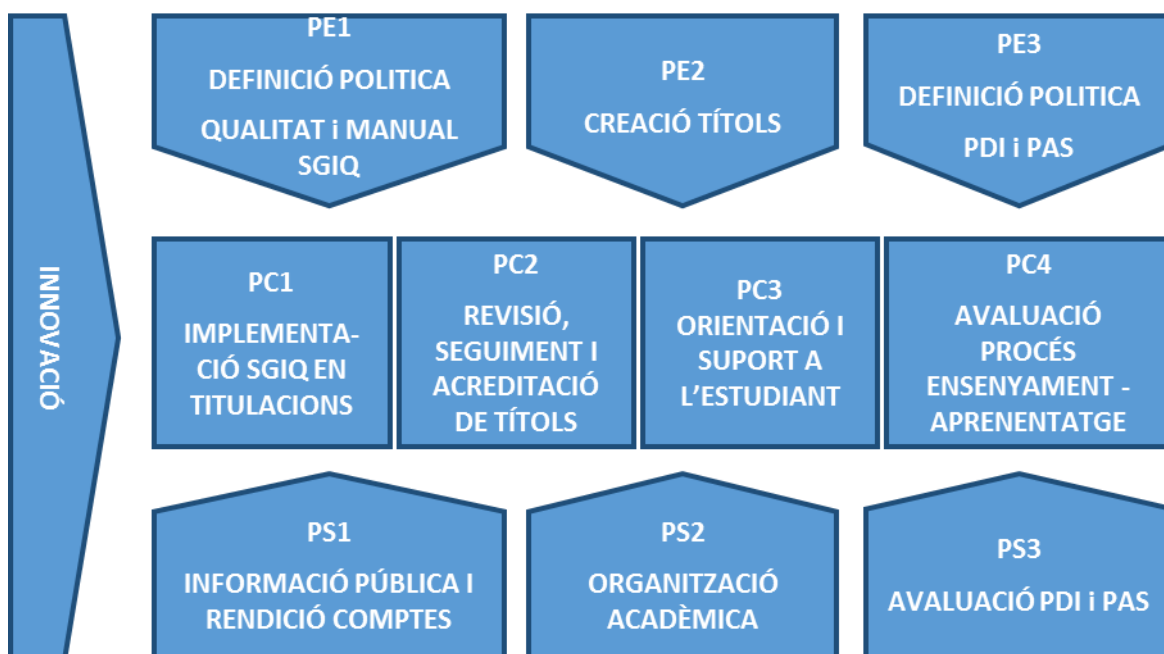 INNOVACIÓ
PE1
DEFINICIÓ POLITICA
QUALITAT i MANUAL
SGIQ
PE2
CREACIÓ TÍTOLS
PE3
DEFINICIÓ POLITICA
PDI i PAS
PC1
IMPLEMENTA-
CIÓ SGIQ EN
TITULACIONS
PC2
REVISIÓ,
SEGUIMENT I
ACREDITACIÓ
DE TÍTOLS
PC3
ORIENTACIÓ I
SUPORT A
L’ESTUDIANT
PC4
AVALUACIÓ
PROCÉS
ENSENYAMENT -
APRENENTATGE
PS1
INFORMACIÓ PÚBLICA I
RENDICIÓ COMPTES
PS2
ORGANITZACIÓ
ACADÈMICA
PS3
AVALUACIÓ PDI i PAS